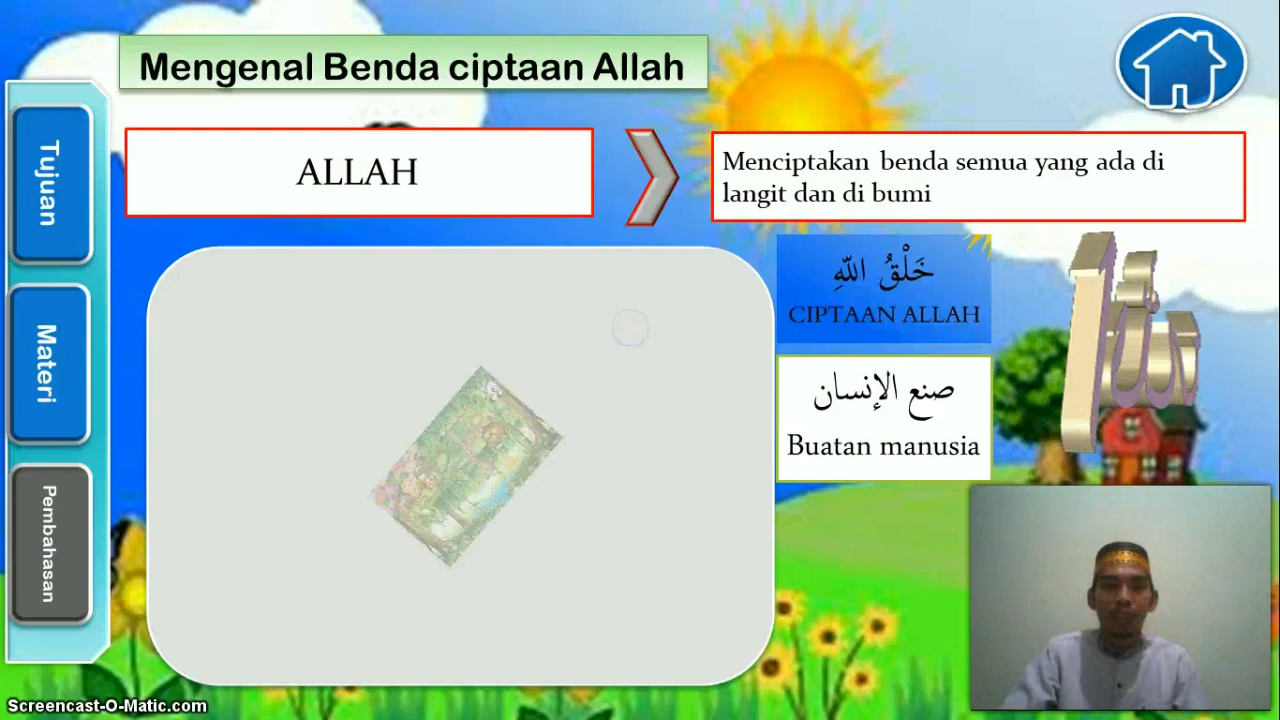 Mengenal Benda ciptaan Allah
Tujuan
Materi
Pembahasan
ALLAH
Menciptakan benda semua yang ada di
langit dan di bumi
خَلْقُ اللّٰهِ
CIPTAAN ALLAH
صنع الإنسان
Buatan manusia
Screencast-O-Matic.com